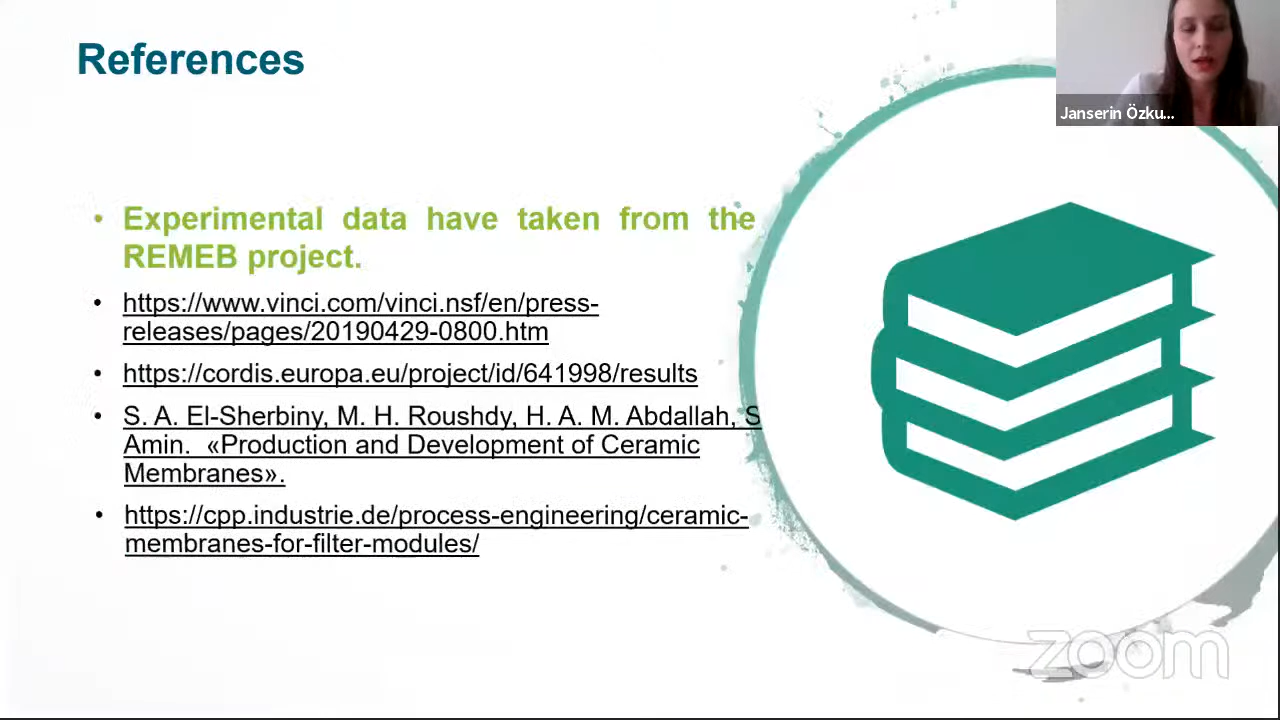 References
Janserin Özku...
• Experimental data have taken from the
REMEB project.
• https://www.vinci.com/vinci.nsf/en/press-
releases/pages/20190429-0800.htm
• https://cordis.europa.eu/project/id/641998/results
• S. A. El-Sherbiny, M. H. Roushdy, H. A. M. Abdallah, S
Amin. «Production and Development of Ceramic
Membranes».
• https://cpp.industrie.de/process-engineering/ceramic-
membranes-for-filter-modules/
zoom